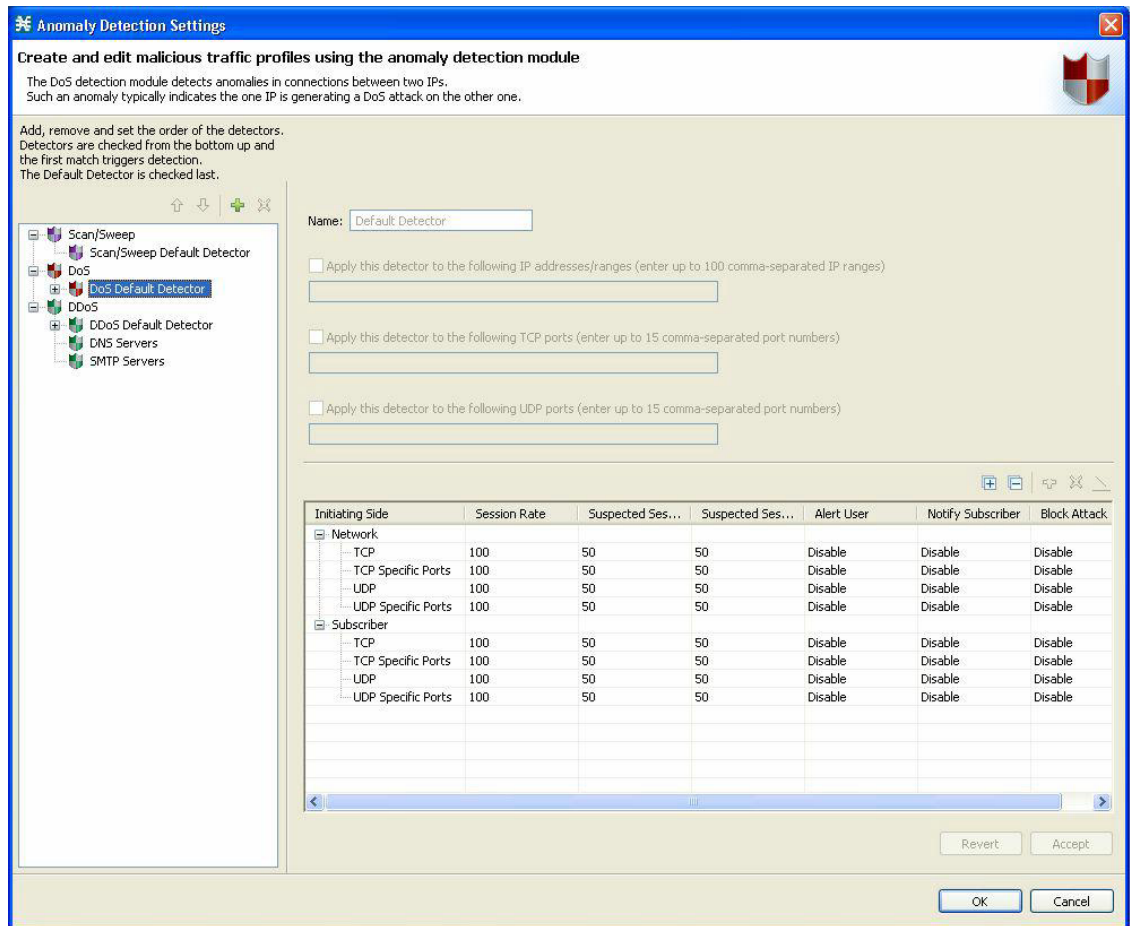 Anomaly Detection Settings
Create and edit malicious traffic profiles using the anomaly detection module
The DoS detection module detects anomalies in connections between two IPs.
Such an anomaly typically indicates the one IP is generating a DoS attack on the other one.
Add, remove and set the order of the detectors.
Detectors are checked from the bottom up and
the first match triggers detection.
The Default Detector is checked last.
Scan/Sweep
Scan/Sweep Default Detector
DoS
DoS Default Detector
DDoS
DDoS Default Detector
DNS Servers
SMTP Servers
Name: Default Detector
Apply this detector to the following IP addresses/ranges (enter up to 100 comma-separated IP ranges)
Apply this detector to the following TCP ports (enter up to 15 comma-separated port numbers)
Apply this detector to the following UDP ports (enter up to 15 comma-separated port numbers)
Initiating Side Session Rate Suspected Ses... Suspected Ses... Alert User Notify Subscriber Block Attack
Network
TCP 100 50 50 Disable Disable Disable
TCP Specific Ports 100 50 50 Disable Disable Disable
UDP 100 50 50 Disable Disable Disable
UDP Specific Ports 100 50 50 Disable Disable Disable
Subscriber
TCP 100 50 50 Disable Disable Disable
TCP Specific Ports 100 50 50 Disable Disable Disable
UDP 100 50 50 Disable Disable Disable
UDP Specific Ports 100 50 50 Disable Disable Disable
Revert Accept
OK Cancel